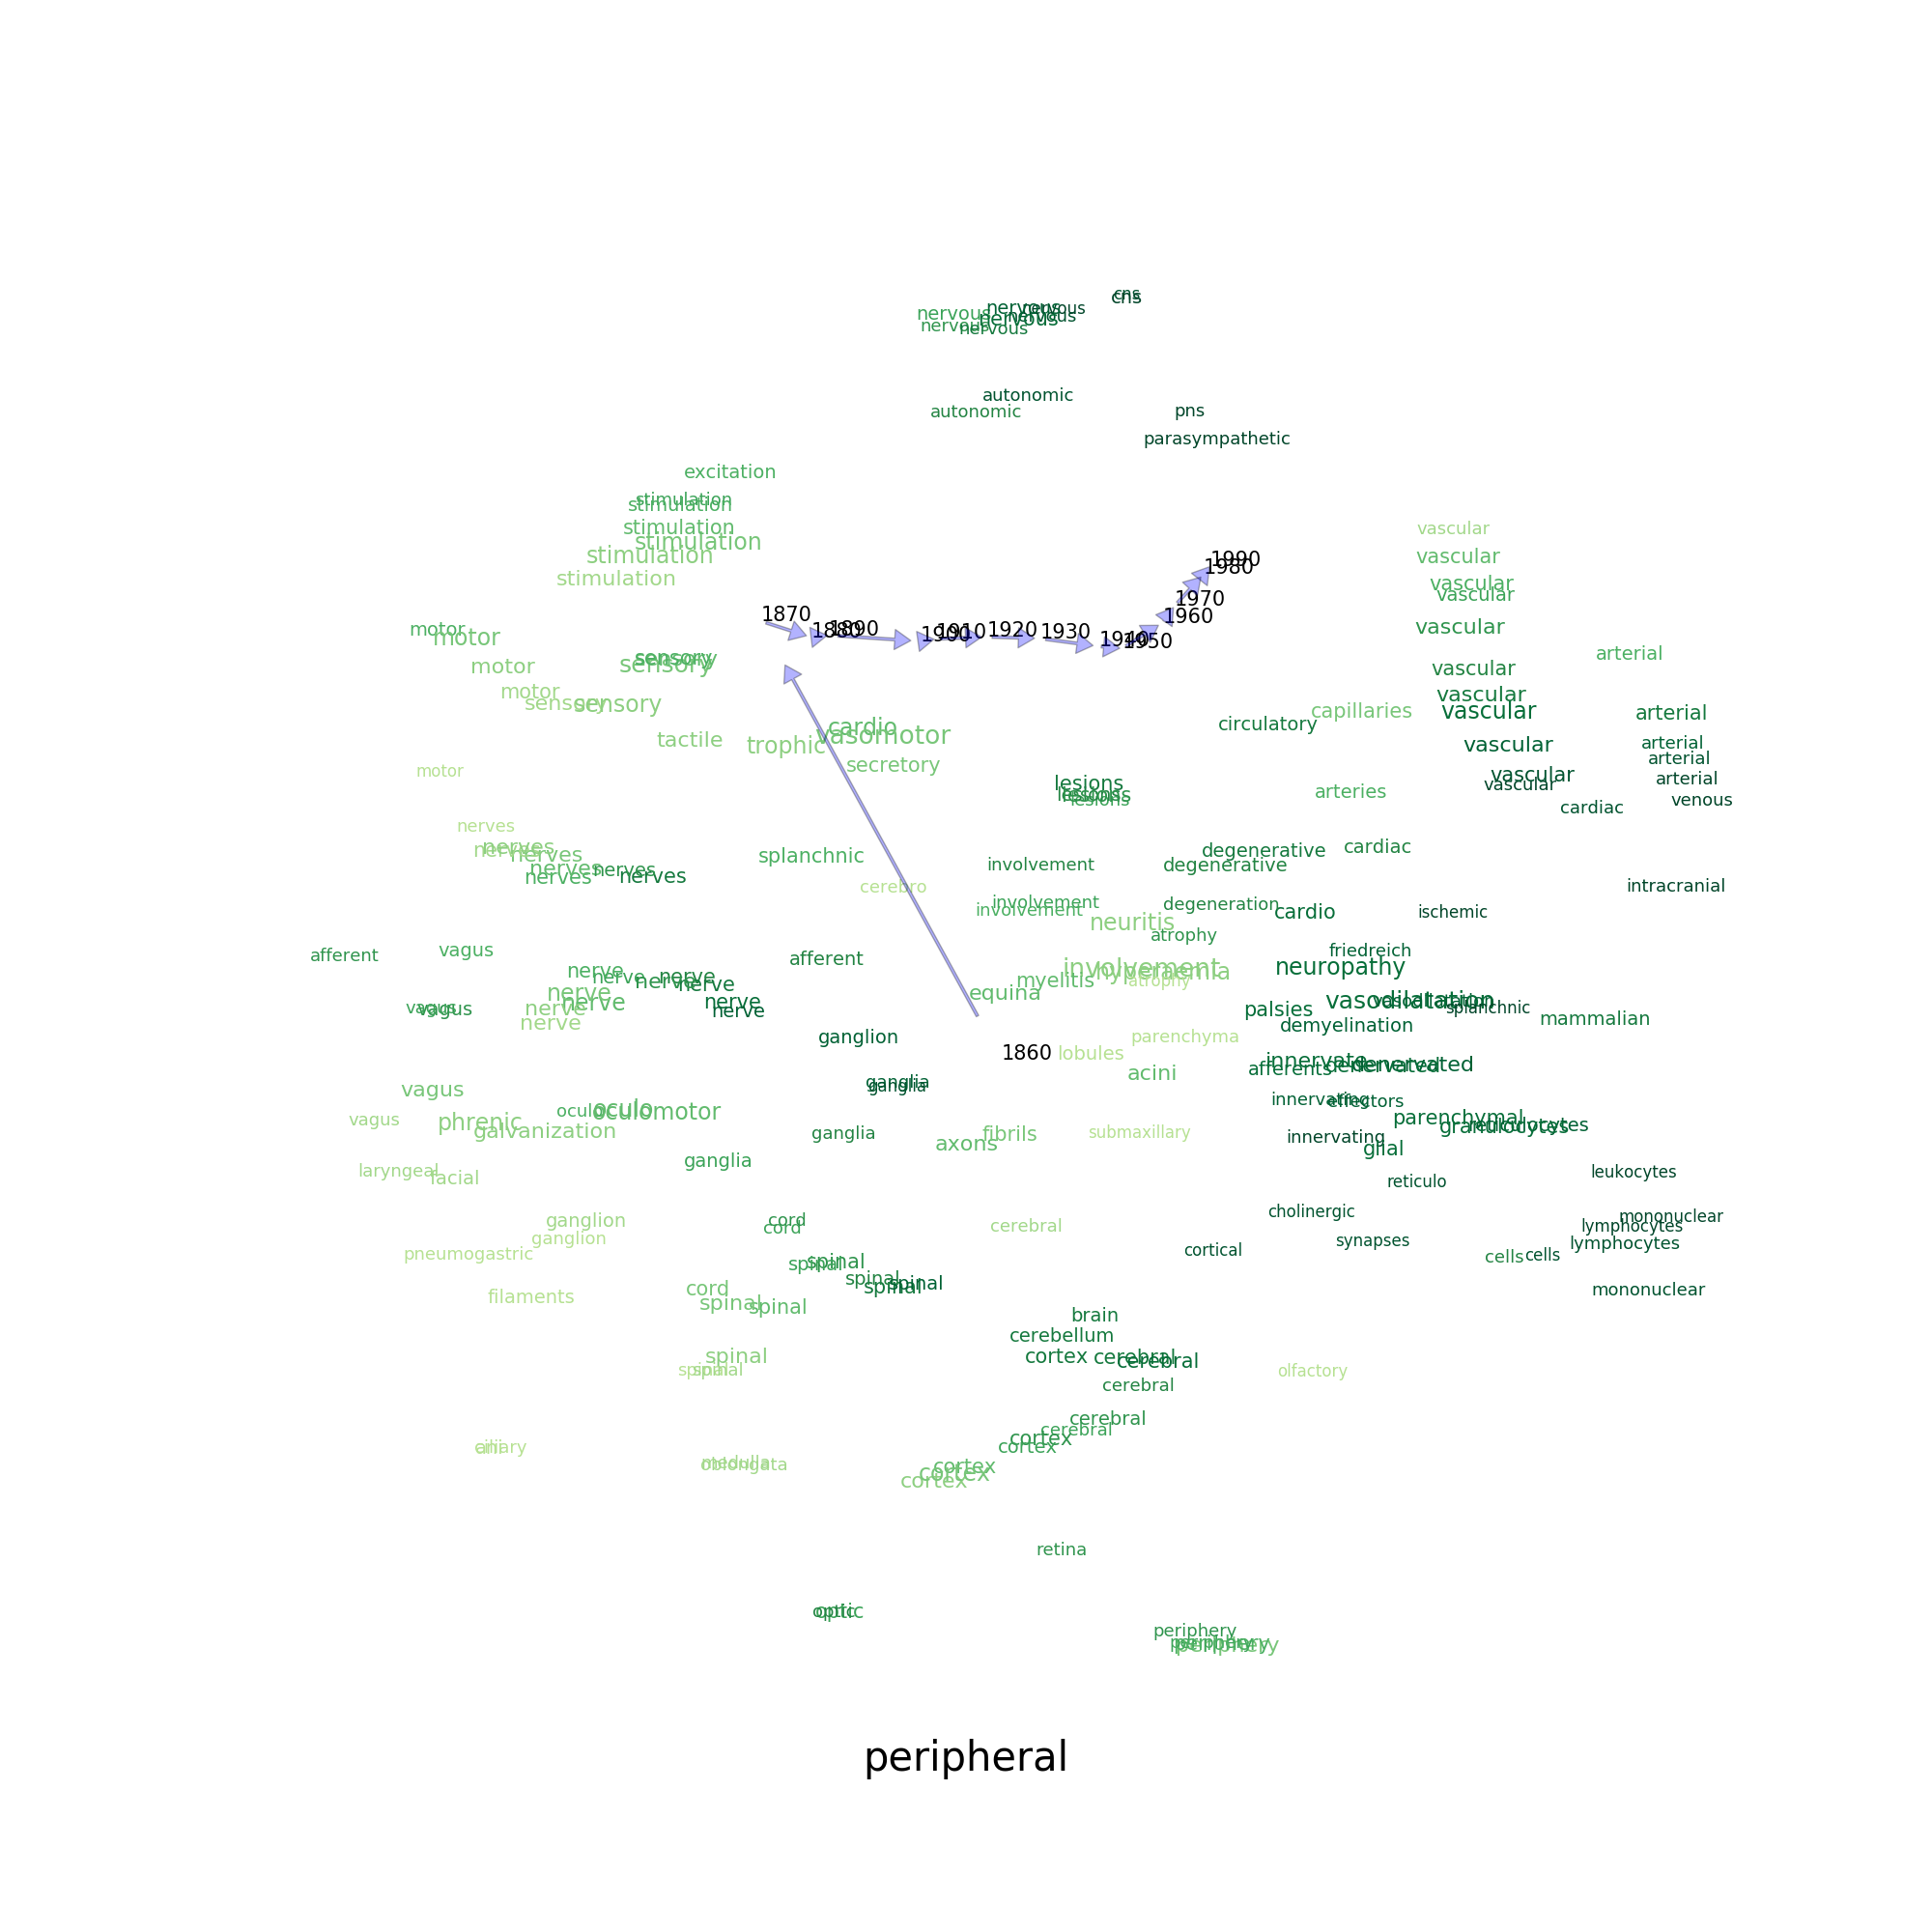 cns
cns
nervous
nervous
nervous
nervous
nervous
nervous
nervous
autonomic
autonomic
pns
parasympathetic
excitation
stimulation
stimulation
stimulation
stimulation
stimulation
stimulation
vascular
vascular
vascular
vascular
vascular
vascular
vascular
vascular
vascular
vascular
vascular
1990
1980
1970
1960
1870
1880
1890
1900
1910
1920
1930
1940
1950
motor
motor
motor
motor
motor
sensory
sensory
sensory
sensory
sensory
arterial
arterial
arterial
arterial
arterial
venous
tactile
trophic
cardio
vasomotor
secretory
circulatory
capillaries
lesions
lesions
lesions
lesions
arteries
cardiac
cardiac
nerves
nerves
nerves
nerves
nerves
nerves
nerves
nerves
splanchnic
cerebro
involvement
involvement
involvement
degenerative
degenerative
degeneration
intracranial
cardio
ischemic
neuritis
atrophy
friedreich
afferent
vagus
afferent
nerve
nerve
nerve
nerve
nerve
nerve
nerve
nerve
nerve
nerve
nerve
involvement
hyperaemia
atrophy
myelitis
equina
neuropathy
vasodilatation
vasodilatation
splanchnic
mammalian
palsies
demyelination
vagus
vagus
ganglion
1860
lobules
parenchyma
acini
innervate
afferents
denervated
denervated
ganglia
ganglia
vagus
vagus
phrenic
galvanization
oculo
oculo
oculomotor
innervating
effectors
parenchymal
granulocytes
leukocytes
innervating
glial
ganglia
axons
fibrils
submaxillary
ganglia
laryngeal
facial
reticulo
leukocytes
ganglion
ganglion
pneumogastric
cord
cord
cerebral
cholinergic
mononuclear
lymphocytes
lymphocytes
synapses
cortical
cells
cells
mononuclear
spinal
spinal
spinal
spinal
spinal
cord
spinal
spinal
filaments
brain
cerebellum
cortex
cerebral
cerebral
spinal
spinal
spinal
olfactory
cerebral
cerebral
cerebral
cortex
cortex
cortex
cortex
cortex
ciliary
ani
medulla
oblongata
retina
optic
optic
periphery
periphery
periphery
periphery
peripheral